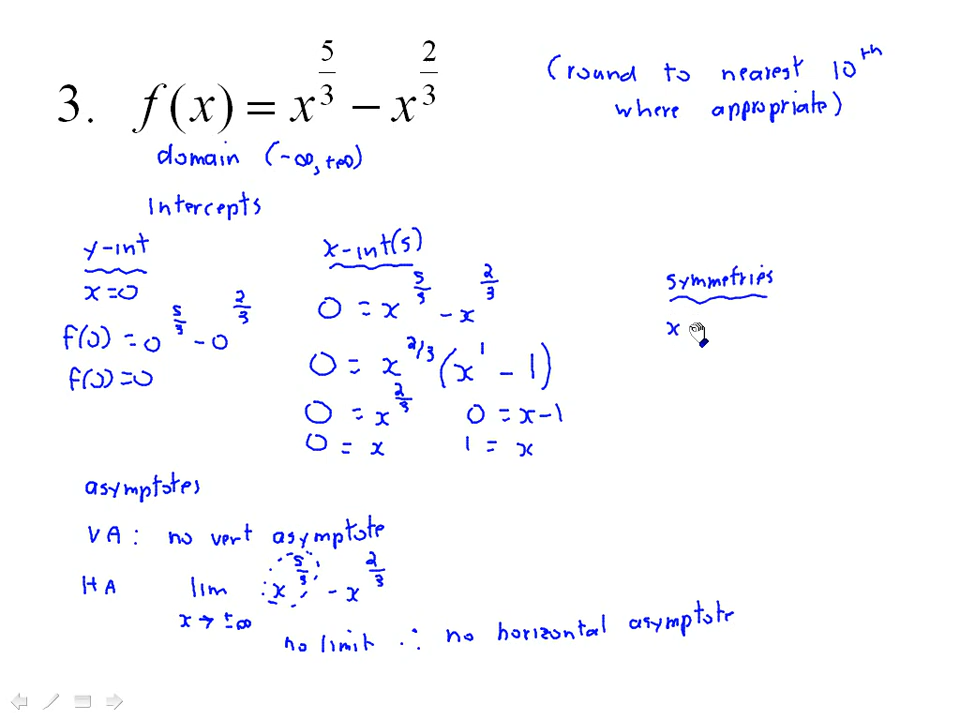 3. f(x) = x^{5/3} − x^{2/3}
(round to nearest 10^{th}
where appropriate)
domain (-∞, +∞)
Intercepts
y-int
x=0
f(0) = 0^{5/3} - 0^{2/3}
f(0)=0
x-int(s)
0 = x^{5/3} - x^{2/3}
0 = x^{2/3} (x^1 - 1)
0 = x^{2/3} 0 = x-1
0 = x 1 = x
symmetries
x
asymptotes
VA: no vert asymptote
HA lim x^{5/3} - x^{2/3}
x → ±∞
no limit ∴ no horizontal asymptote